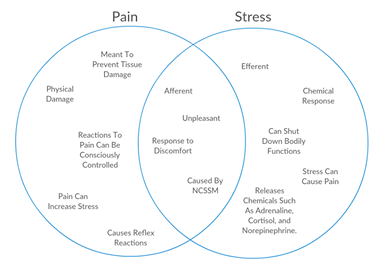 Pain
Stress
Meant To
Prevent Tissue
Damage
Physical
Damage
Reactions To
Pain Can Be
Consciously
Controlled
Pain Can
Increase Stress
Causes Reflex
Reactions
Afferent
Unpleasant
Response to
Discomfort
Caused By
NCSSM
Efferent
Chemical
Response
Can Shut
Down Bodily
Functions
Stress Can
Cause Pain
Releases
Chemicals Such
As Adrenaline,
Cortisol, and
Norepinephrine.